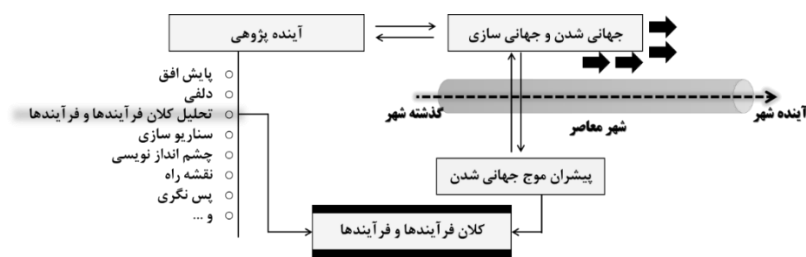 جهانی شدن و جهانی سازی
آینده پژوهی
پایش افق
دلفی
تحلیل کلان فرآیندها و فرآیندها
سناریو سازی
چشم انداز نویسی
نقشه راه
پس نگری
و ...
گذشته شهر
شهر معاصر
آینده شهر
پیشران موج جهانی شدن
کلان فرآیندها و فرآیندها